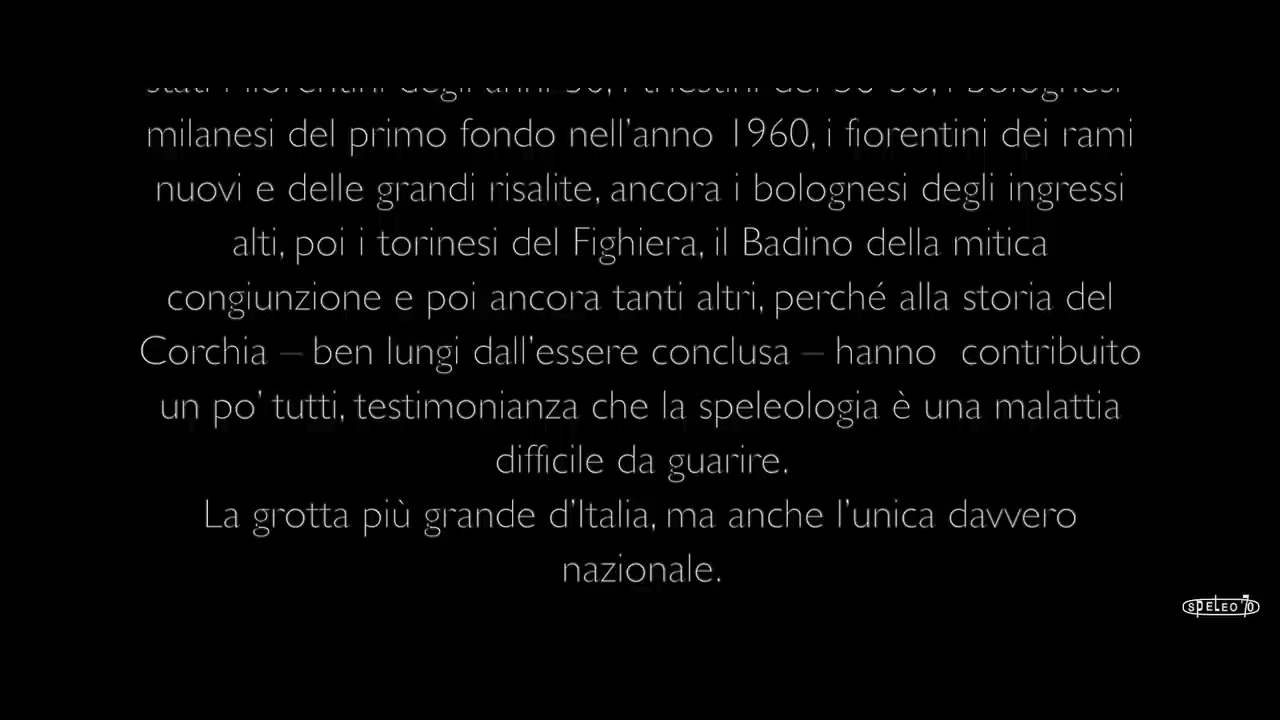 milanesi del primo fondo nell'anno 1960, i fiorentini dei rami
nuovi e delle grandi risalite, ancora i bolognesi degli ingressi
alti, poi i torinesi del Fighiera, il Badino della mitica
congiunzione e poi ancora tanti altri, perché alla storia del
Corchia – ben lungi dall'essere conclusa – hanno contribuito
un po' tutti, testimonianza che la speleologia è una malattia
difficile da guarire.
La grotta più grande d'Italia, ma anche l'unica davvero
nazionale.
SPELEO '70